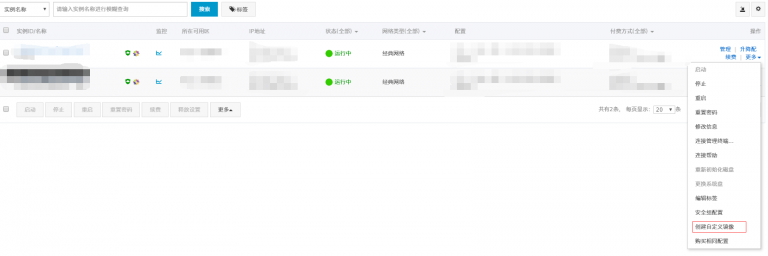 实例名称 请输入实例名称进行模糊查询 搜索 标签
实例ID/名称 监控 所在可用区 IP地址 状态(全部) 网络类型(全部) 配置 付费方式(全部) 操作
运行中 经典网络 管理 | 升降配
续费 | 更多
运行中 经典网络
启动 停止 重启 重置密码 续费 释放设置 更多 共有2条, 每页显示: 20 条
启动
停止
重启
重置密码
修改信息
连接管理终端...
连接帮助
重新初始化磁盘
更换系统盘
编辑标签
安全组配置
创建自定义镜像
购买相同配置